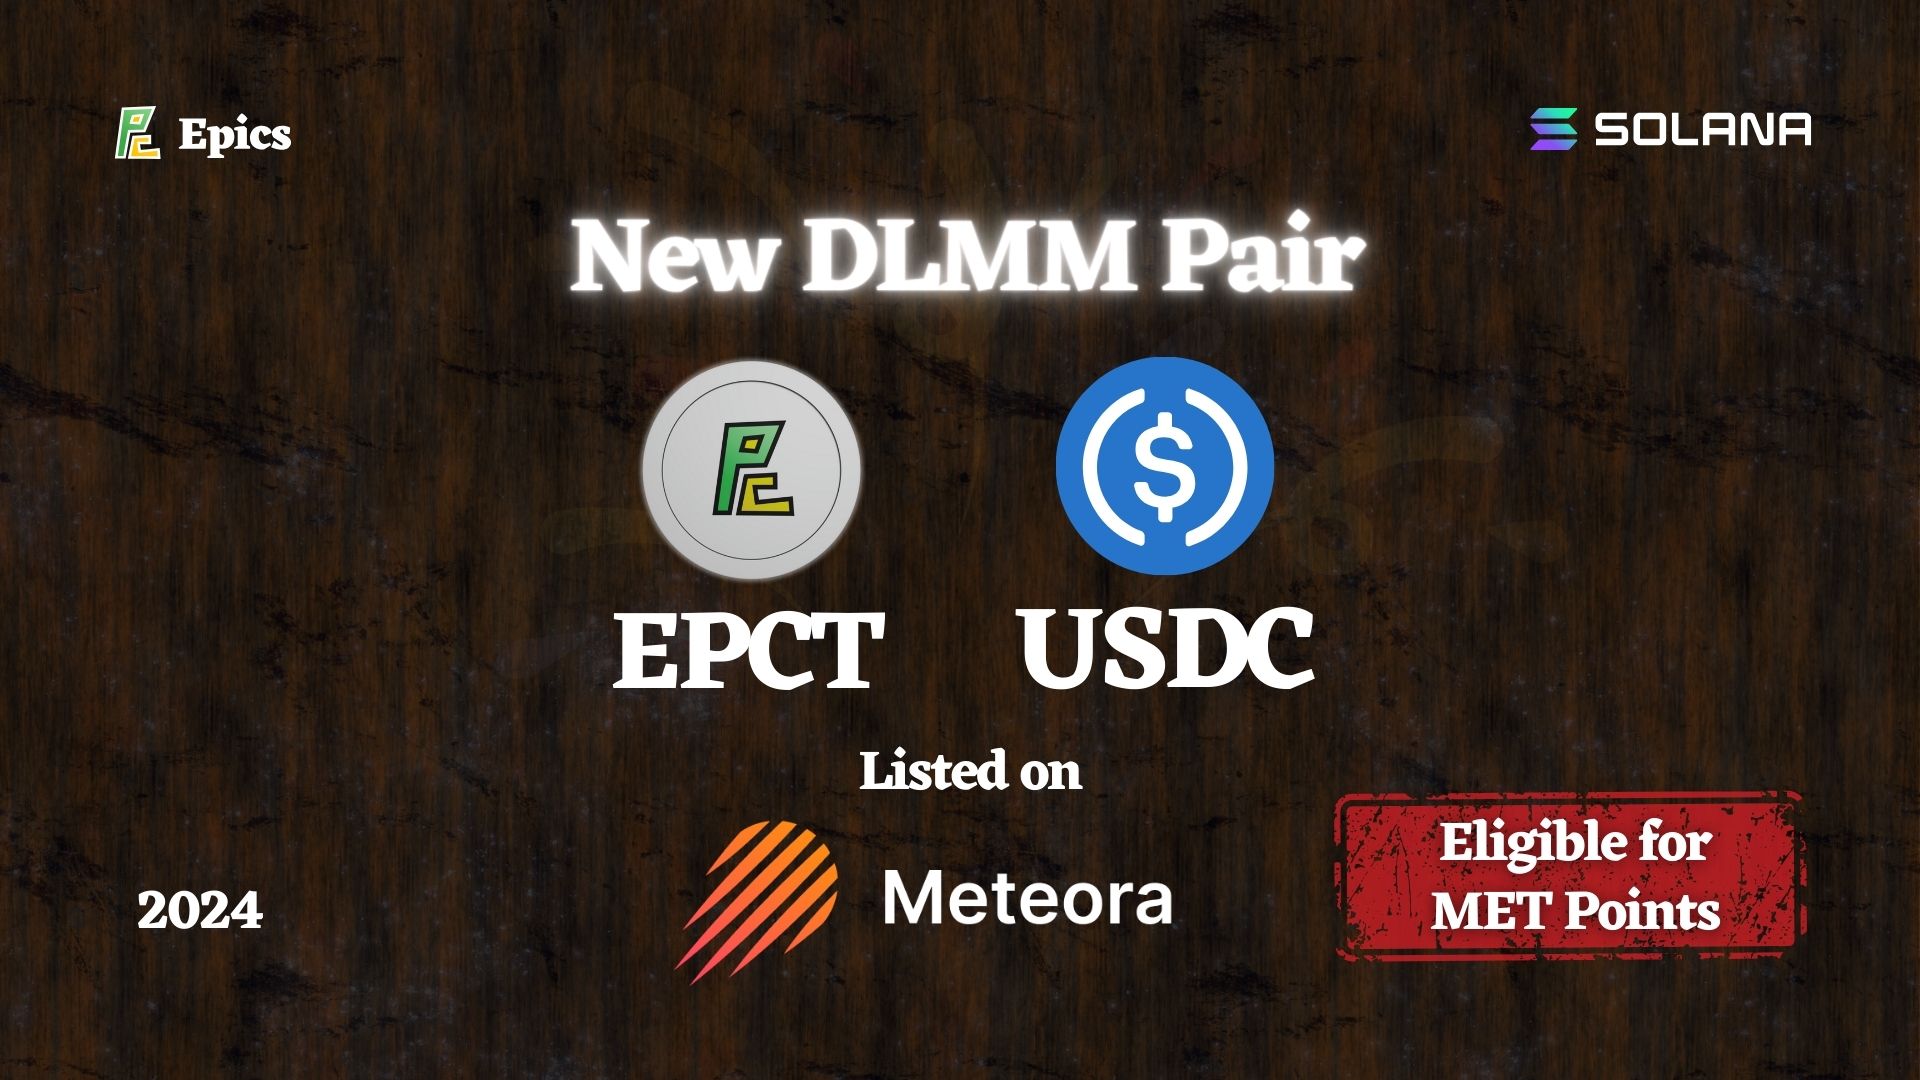 Epics
SOLANA
New DLMM Pair
EPCT
USDC
Listed on
Meteora
2024
Eligible for
MET Points